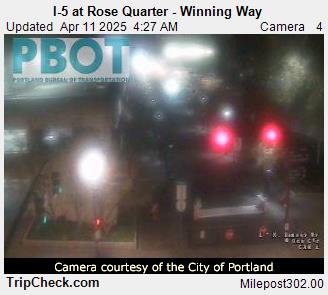 I-5 at Rose Quarter - Winning Way
Updated Apr 11 2025 4:27 AM Camera 4
PBOT
PORTLAND BUREAU OF TRANSPORTATION
Camera courtesy of the City of Portland
TripCheck.com Milepost302.00